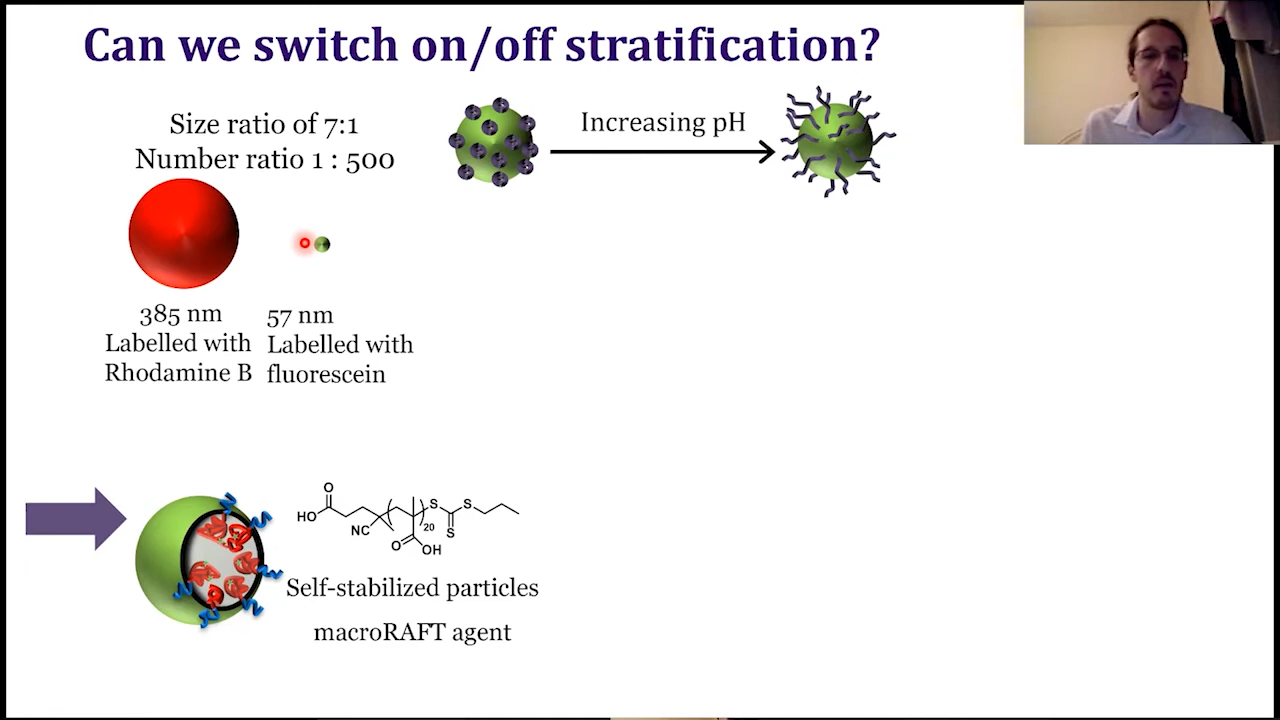 Can we switch on/off stratification?
Size ratio of 7:1
Number ratio 1 : 500
Increasing pH
385 nm
Labelled with
Rhodamine B
57 nm
Labelled with
fluorescein
O
HO
NC
O
OH
20
S
S
S
Self-stabilized particles
macroRAFT agent